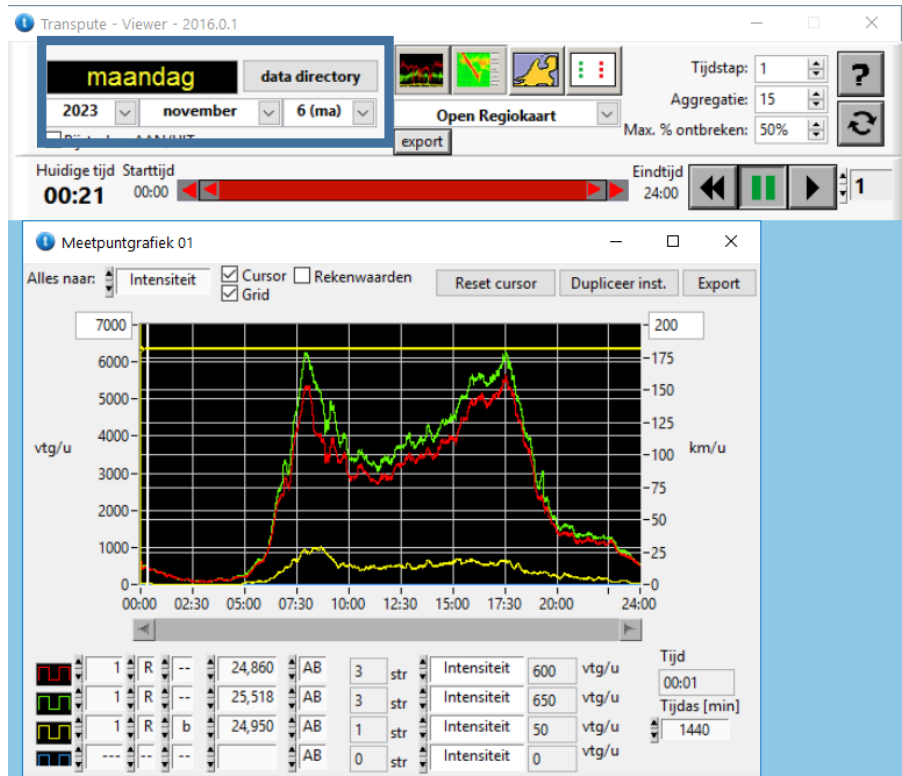 Transpute - Viewer - 2016.0.1
maandag data directory
2023 november 6 (ma)
Open Regiokaart
export
Tijdstap: 1
Aggregatie: 15
Max. % ontbreken: 50%
?
Huidige tijd Starttijd Eindtijd
00:21 00:00 24:00 1
Meetpuntgrafiek 01
Alles naar: Intensiteit Cursor Rekenwaarden Reset cursor Dupliceer inst. Export
Grid
7000 200
6000 175
5000 150
125
vtg/u 4000 100 km/u
3000 75
2000 50
1000 25
0 0
00:00 02:30 05:00 07:30 10:00 12:30 15:00 17:30 20:00 24:00
1 R -- 24,860 AB 3 str Intensiteit 600 vtg/u
1 R -- 25,518 AB 3 str Intensiteit 650 vtg/u
1 R b 24,950 AB 1 str Intensiteit 50 vtg/u
--- -- -- AB 0 str Intensiteit 0 vtg/u
Tijd
00:01
Tijdas [min]
1440